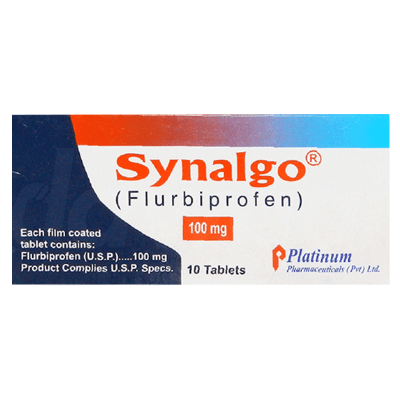 Synalgo®
(Flurbiprofen)
100 mg
Each film coated
tablet contains:
Flurbiprofen (U.S.P.).....100 mg
Product Complies U.S.P. Specs.
10 Tablets
Platinum
Pharmaceuticals (Pvt) Ltd.